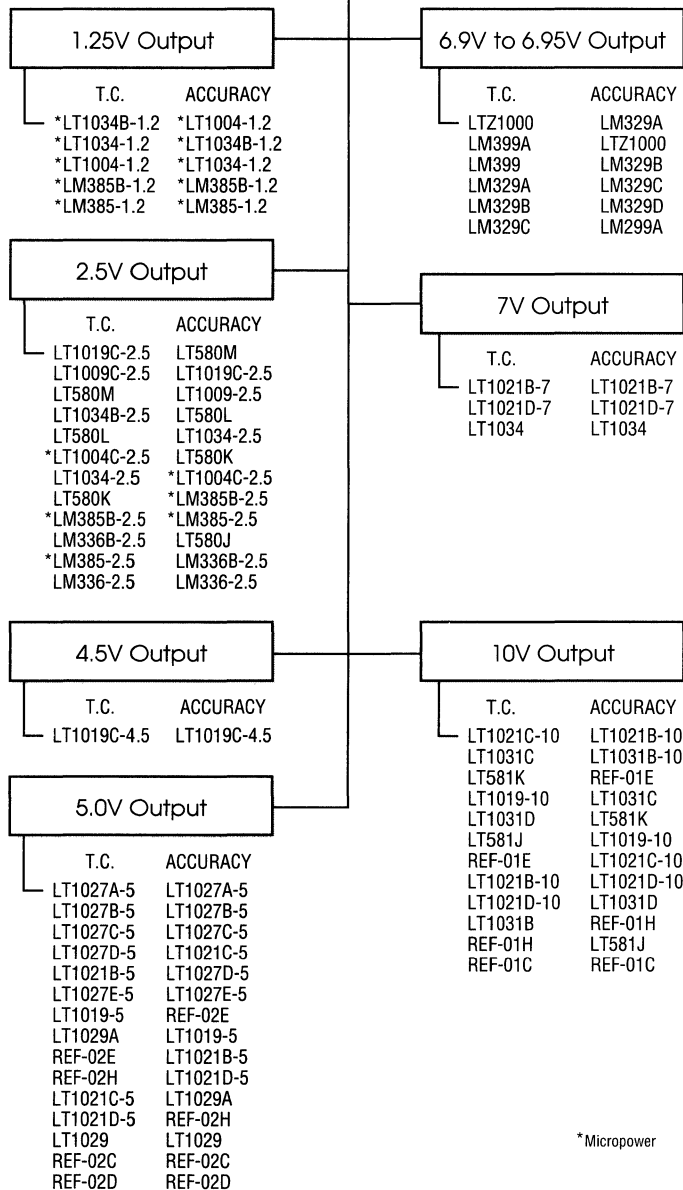 1.25V Output
T.C. ACCURACY
*LT1034B-1.2 *LT1004-1.2
*LT1034-1.2 *LT1034B-1.2
*LT1004-1.2 *LT1034-1.2
*LM385B-1.2 *LM385B-1.2
*LM385-1.2 *LM385-1.2
2.5V Output
T.C. ACCURACY
LT1019C-2.5 LT580M
LT1009C-2.5 LT1019C-2.5
LT580M LT1009-2.5
LT1034B-2.5 LT580L
LT580L LT1034-2.5
*LT1004C-2.5 LT580K
LT1034-2.5 *LT1004C-2.5
LT580K *LM385B-2.5
*LM385B-2.5 *LM385-2.5
LM336B-2.5 LT580J
*LM385-2.5 LM336B-2.5
LM336-2.5 LM336-2.5
4.5V Output
T.C. ACCURACY
LT1019C-4.5 LT1019C-4.5
5.0V Output
T.C. ACCURACY
LT1027A-5 LT1027A-5
LT1027B-5 LT1027B-5
LT1027C-5 LT1027C-5
LT1027D-5 LT1021C-5
LT1021B-5 LT1027D-5
LT1027E-5 LT1027E-5
LT1019-5 REF-02E
LT1029A LT1019-5
REF-02E LT1021B-5
REF-02H LT1021D-5
LT1021C-5 LT1029A
LT1021D-5 REF-02H
LT1029 LT1029
REF-02C REF-02C
REF-02D REF-02D
6.9V to 6.95V Output
T.C. ACCURACY
LTZ1000 LM329A
LM399A LTZ1000
LM399 LM329B
LM329A LM329C
LM329B LM329D
LM329C LM299A
7V Output
T.C. ACCURACY
LT1021B-7 LT1021B-7
LT1021D-7 LT1021D-7
LT1034 LT1034
10V Output
T.C. ACCURACY
LT1021C-10 LT1021B-10
LT1031C LT1031B-10
LT581K REF-01E
LT1019-10 LT1031C
LT1031D LT581K
LT581J LT1019-10
REF-01E LT1021C-10
LT1021B-10 LT1021D-10
LT1021D-10 LT1031D
LT1031B REF-01H
REF-01H LT581J
REF-01C REF-01C
*Micropower